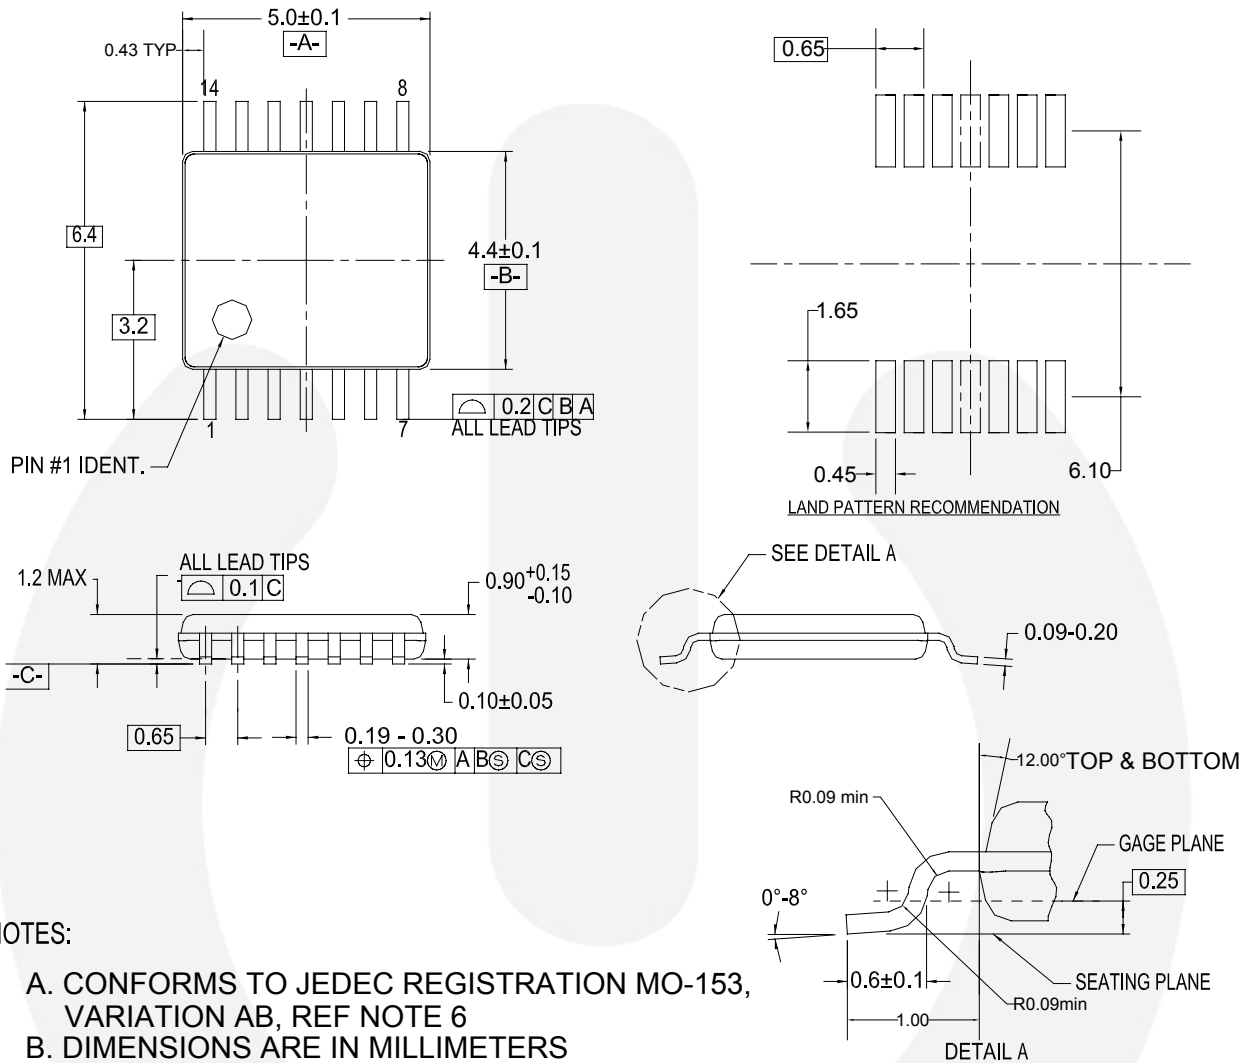 5.0±0.1
-A-
0.43 TYP
14
8
6.4
3.2
4.4±0.1
-B-
0.2 C B A
ALL LEAD TIPS
1
7
PIN #1 IDENT.
0.65
1.65
0.45
6.10
LAND PATTERN RECOMMENDATION
ALL LEAD TIPS
0.1 C
1.2 MAX
0.90 +0.15
-0.10
-C-
0.10±0.05
0.65
0.19 - 0.30
0.13Ⓜ A BⓈ CⓈ
SEE DETAIL A
0.09-0.20
12.00° TOP & BOTTOM
R0.09 min
GAGE PLANE
0.25
0°-8°
0.6±0.1
SEATING PLANE
R0.09min
1.00
DETAIL A
NOTES:
A. CONFORMS TO JEDEC REGISTRATION MO-153,
VARIATION AB, REF NOTE 6
B. DIMENSIONS ARE IN MILLIMETERS